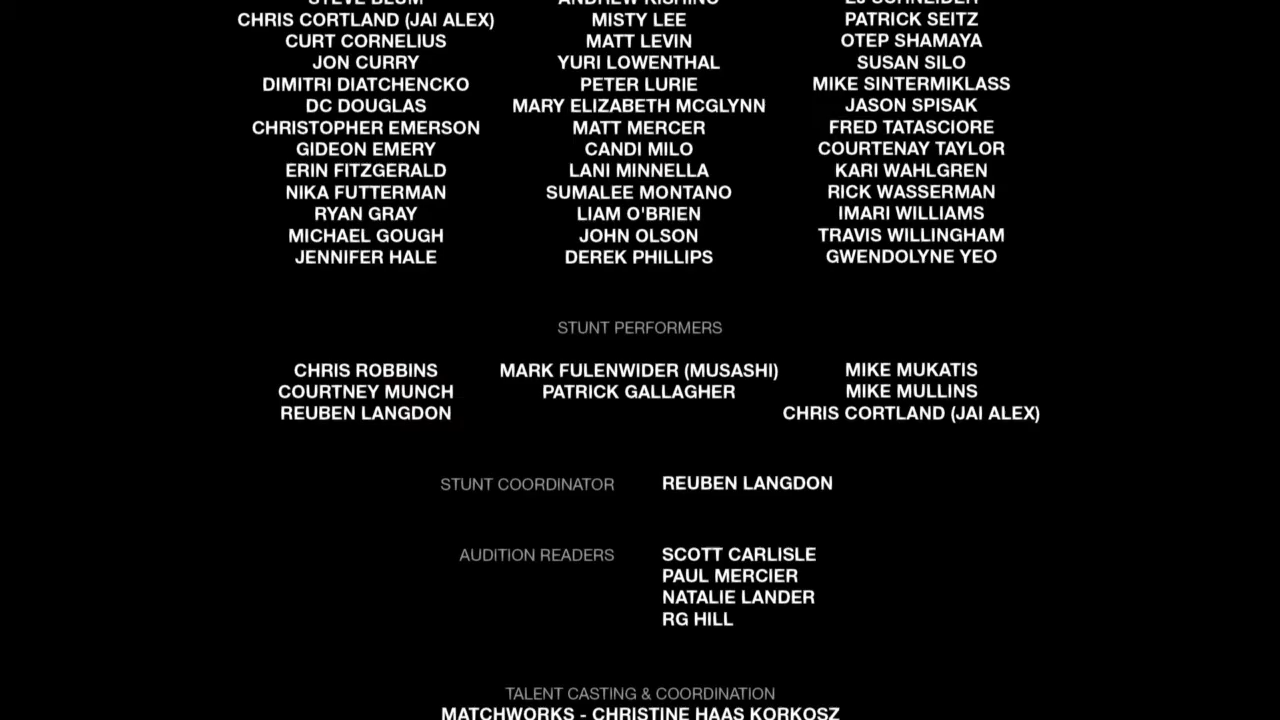 STEVE BLUM ANDREW KISHINO EJ SCHNEIDER
CHRIS CORTLAND (JAI ALEX) MISTY LEE PATRICK SEITZ
CURT CORNELIUS MATT LEVIN OTEP SHAMAYA
JON CURRY YURI LOWENTHAL SUSAN SILO
DIMITRI DIATCHENCKO PETER LURIE MIKE SINTERMIKLASS
DC DOUGLAS MARY ELIZABETH MCGLYNN JASON SPISAK
CHRISTOPHER EMERSON MATT MERCER FRED TATASCIORE
GIDEON EMERY CANDI MILO COURTENAY TAYLOR
ERIN FITZGERALD LANI MINNELLA KARI WAHLGREN
NIKA FUTTERMAN SUMALEE MONTANO RICK WASSERMAN
RYAN GRAY LIAM O'BRIEN IMARI WILLIAMS
MICHAEL GOUGH JOHN OLSON TRAVIS WILLINGHAM
JENNIFER HALE DEREK PHILLIPS GWENDOLYNE YEO
STUNT PERFORMERS
CHRIS ROBBINS MARK FULENWIDER (MUSASHI) MIKE MUKATIS
COURTNEY MUNCH PATRICK GALLAGHER MIKE MULLINS
REUBEN LANGDON CHRIS CORTLAND (JAI ALEX)
STUNT COORDINATOR REUBEN LANGDON
AUDITION READERS SCOTT CARLISLE
PAUL MERCIER
NATALIE LANDER
RG HILL
TALENT CASTING & COORDINATION
MATCHWORKS - CHRISTINE HAAS KORKOSZ